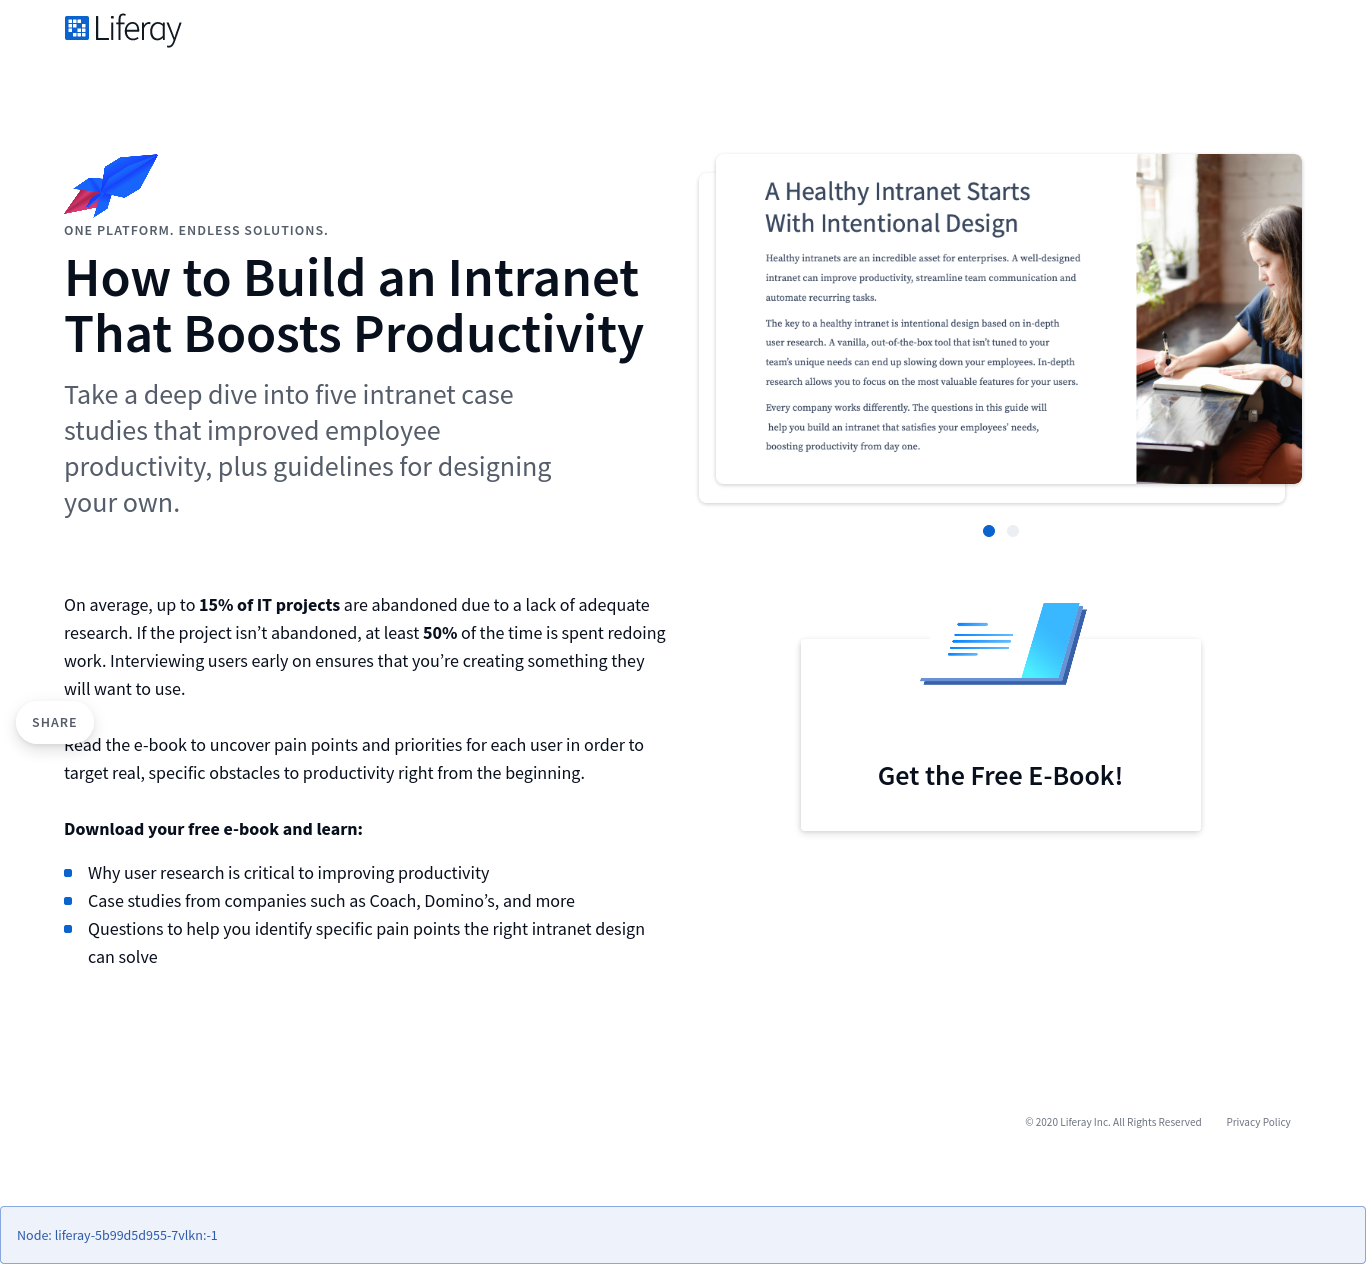 Liferay
ONE PLATFORM. ENDLESS SOLUTIONS.
How to Build an Intranet
That Boosts Productivity
Take a deep dive into five intranet case
studies that improved employee
productivity, plus guidelines for designing
your own.
A Healthy Intranet Starts
With Intentional Design
Healthy intranets are an incredible asset for enterprises. A well-designed
intranet can improve productivity, streamline team communication and
automate recurring tasks.
The key to a healthy intranet is intentional design based on in-depth
user research. A vanilla, out-of-the-box tool that isn't tuned to your
team's unique needs can end up slowing down your employees. In-depth
research allows you to focus on the most valuable features for your users.
Every company works differently. The questions in this guide will
help you build an intranet that satisfies your employees' needs,
boosting productivity from day one.
On average, up to 15% of IT projects are abandoned due to a lack of adequate
research. If the project isn’t abandoned, at least 50% of the time is spent redoing
work. Interviewing users early on ensures that you’re creating something they
will want to use.
SHARE
Read the e-book to uncover pain points and priorities for each user in order to
target real, specific obstacles to productivity right from the beginning.
Download your free e-book and learn:
Why user research is critical to improving productivity
Case studies from companies such as Coach, Domino’s, and more
Questions to help you identify specific pain points the right intranet design
can solve
Get the Free E-Book!
© 2020 Liferay Inc. All Rights Reserved
Privacy Policy
Node: liferay-5b99d5d955-7vlkn:-1